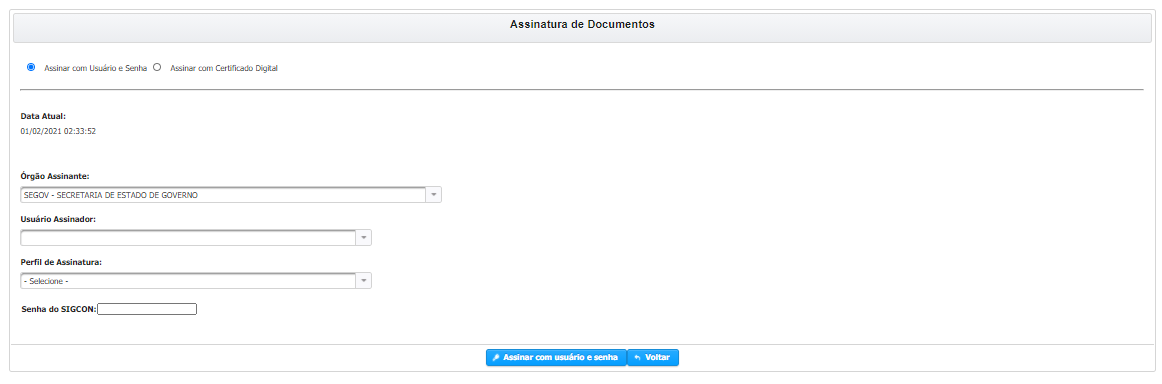 Assinatura de Documentos
Assinar com Usuário e Senha Assinar com Certificado Digital
Data Atual:
01/02/2021 02:33:52
Órgão Assinante:
SEGOV - SECRETARIA DE ESTADO DE GOVERNO
Usuário Assinador:
Perfil de Assinatura:
- Selecione -
Senha do SIGCON:
Assinar com usuário e senha Voltar